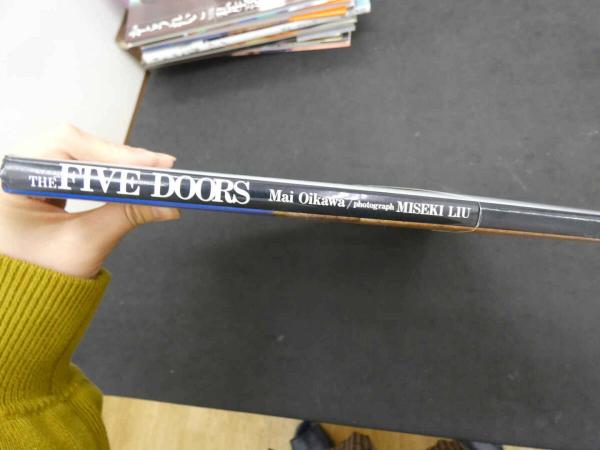 THE FIVE DOORS Mai Oikawa / photograph MISEKI LIU